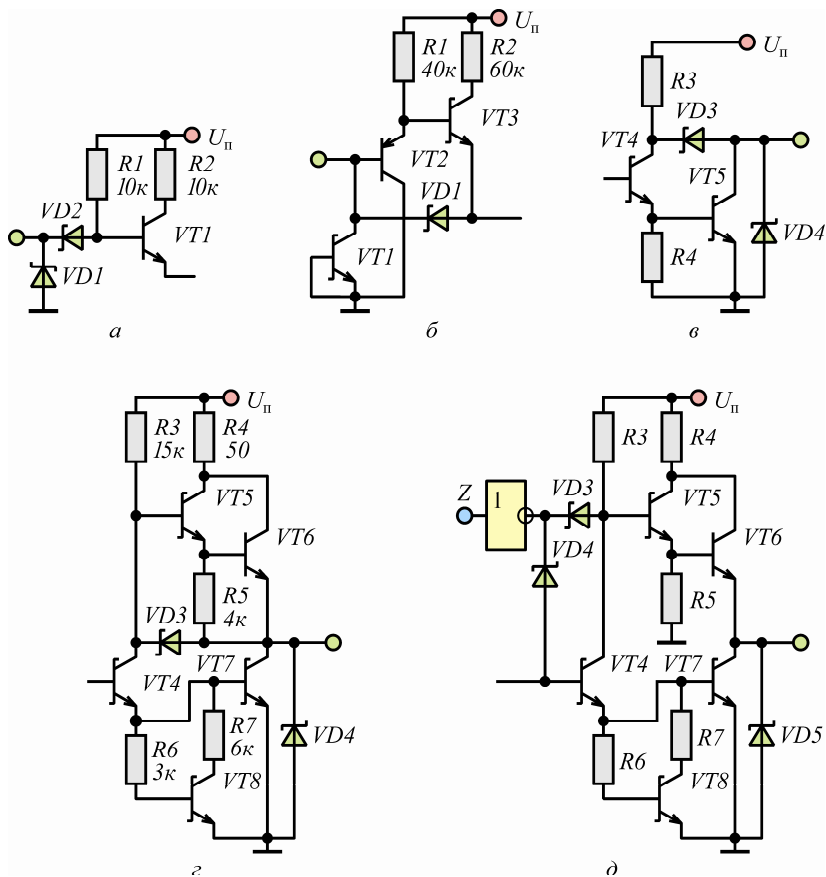 Uп
R1
10к
R2
10к
VD2
VT1
VD1
а
Uп
R1
40к
R2
60к
VT3
VT2
VD1
VT1
б
Uп
R3
VD3
VT4
VT5
VD4
R4
в
Uп
R3
15к
R4
50
VT5
VT6
R5
4к
VD3
VT4
VT7
R7
6к
VD4
R6
3к
VT8
г
Uп
R3
R4
Z
1
VD3
VT5
VT6
VD4
R5
VT4
VT7
R7
VD5
R6
VT8
д